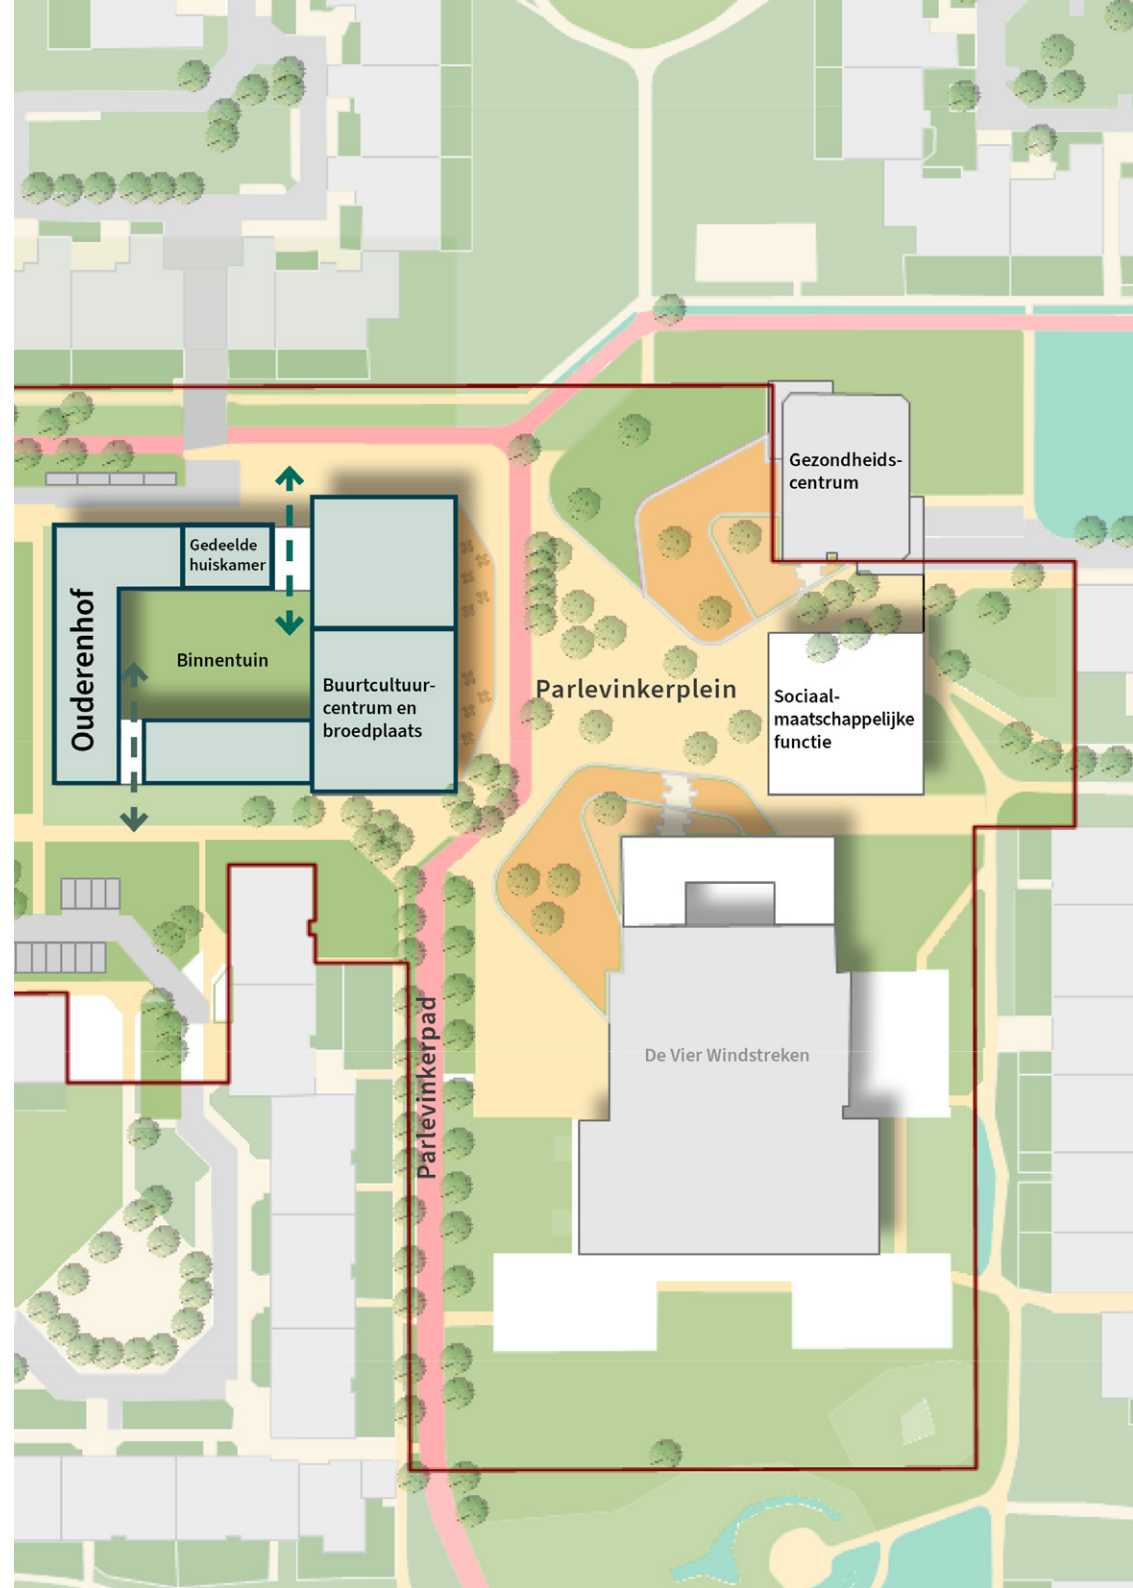 Gezondheids-
centrum
Gedeelde
huiskamer
Ouderenhof
Binnentuin
Buurtcultuur-
centrum en
broedplaats
Parlevinkerplein
Sociaal-
maatschappelijke
functie
Parlevinkerpad
De Vier Windstreken